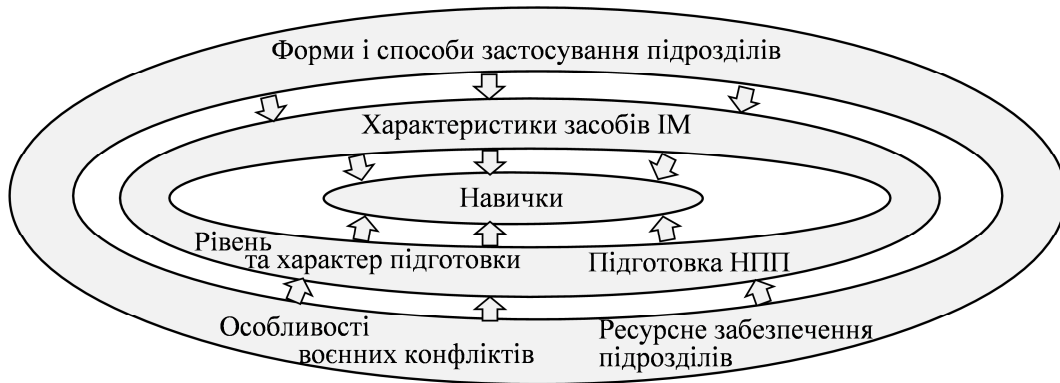 Форми і способи застосування підрозділів
Характеристики засобів ІМ
Навички
Рівень
та характер підготовки
Підготовка НПП
Особливості
воєнних конфліктів
Ресурсне забезпечення
підрозділів